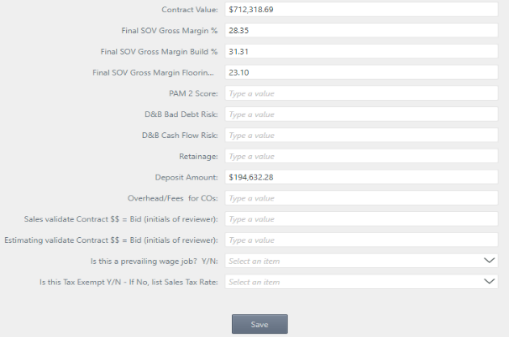 Contract Value: $712,318.69
Final SOV Gross Margin % 28.35
Final SOV Gross Margin Build % 31.31
Final SOV Gross Margin Floorin... 23.10
PAM 2 Score: Type a value
D&B Bad Debt Risk: Type a value
D&B Cash Flow Risk: Type a value
Retainage: Type a value
Deposit Amount: $194,632.28
Overhead/Fees for COs: Type a value
Sales validate Contract $$ = Bid (initials of reviewer): Type a value
Estimating validate Contract $$ = Bid (initials of reviewer): Type a value
Is this a prevailing wage job? Y/N: Select an item
Is this Tax Exempt Y/N - If No, list Sales Tax Rate: Select an item
Save